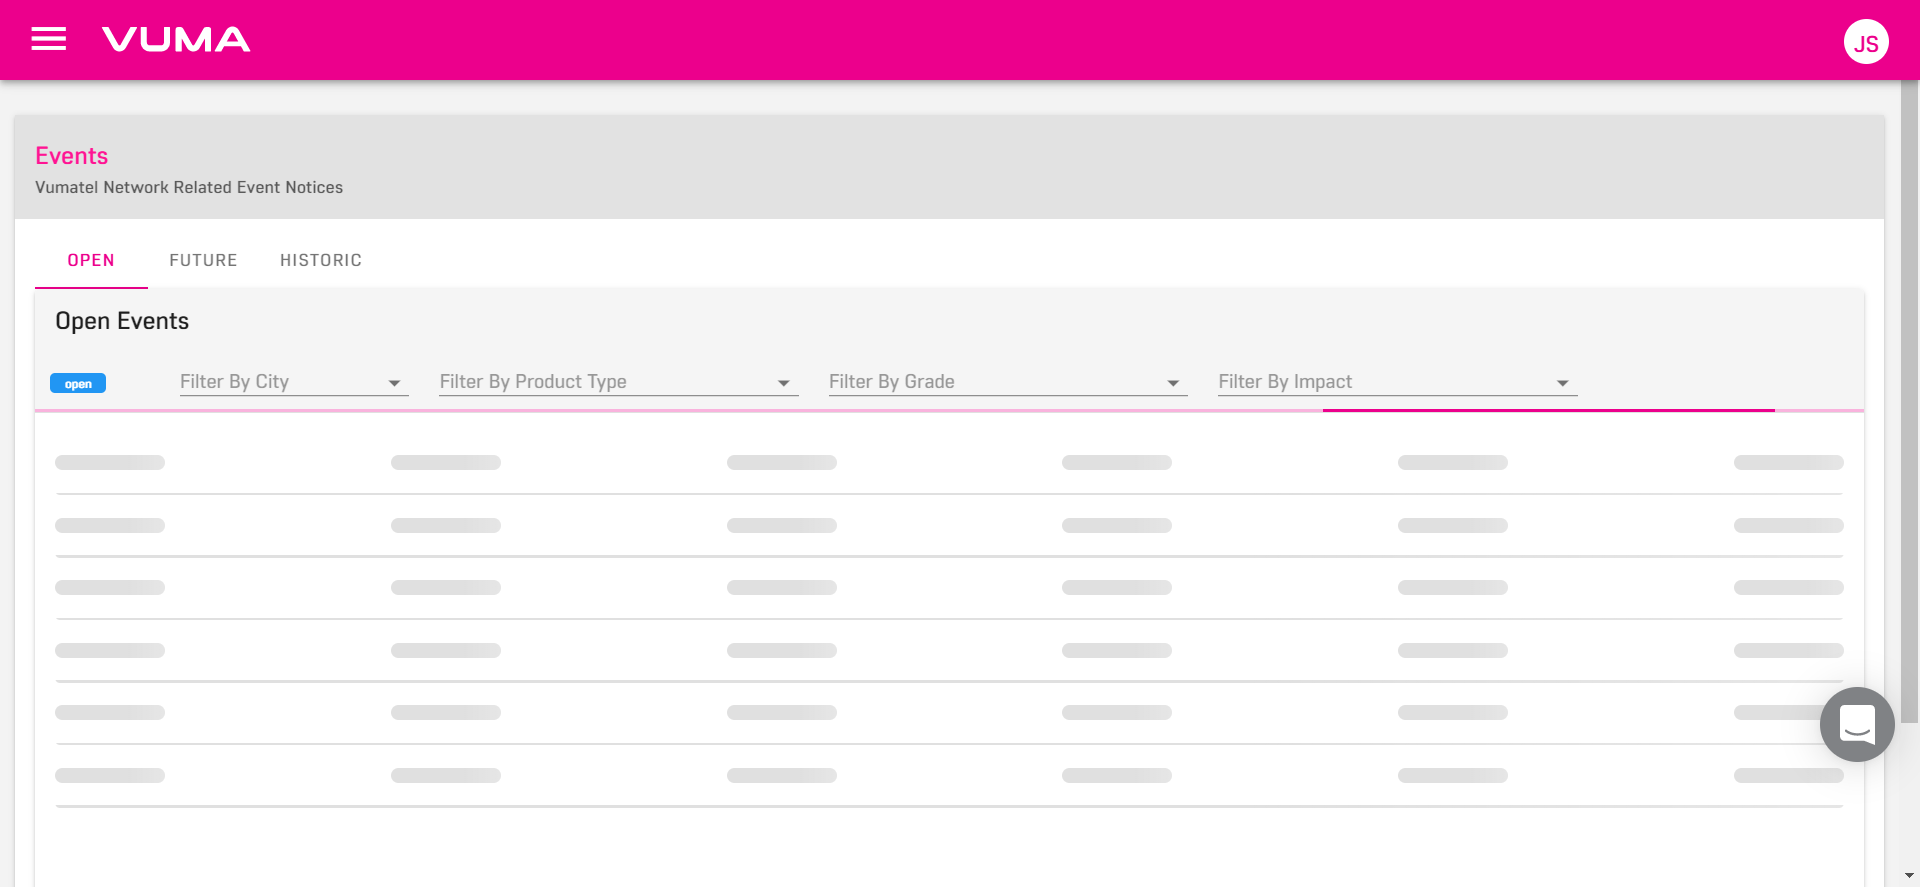 VUMA
JS
Events
Vumatel Network Related Event Notices
OPEN FUTURE HISTORIC
Open Events
open Filter By City Filter By Product Type Filter By Grade Filter By Impact